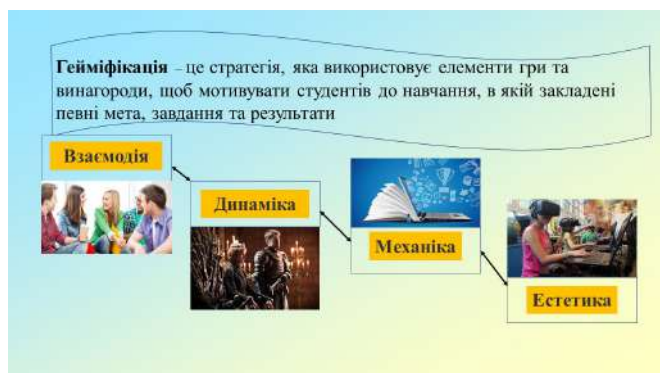 Гейміфікація – це стратегія, яка використовує елементи гри та
винагороди, щоб мотивувати студентів до навчання, в якій закладені
певні мета, завдання та результати
Взаємодія
Динаміка
Механіка
Естетика